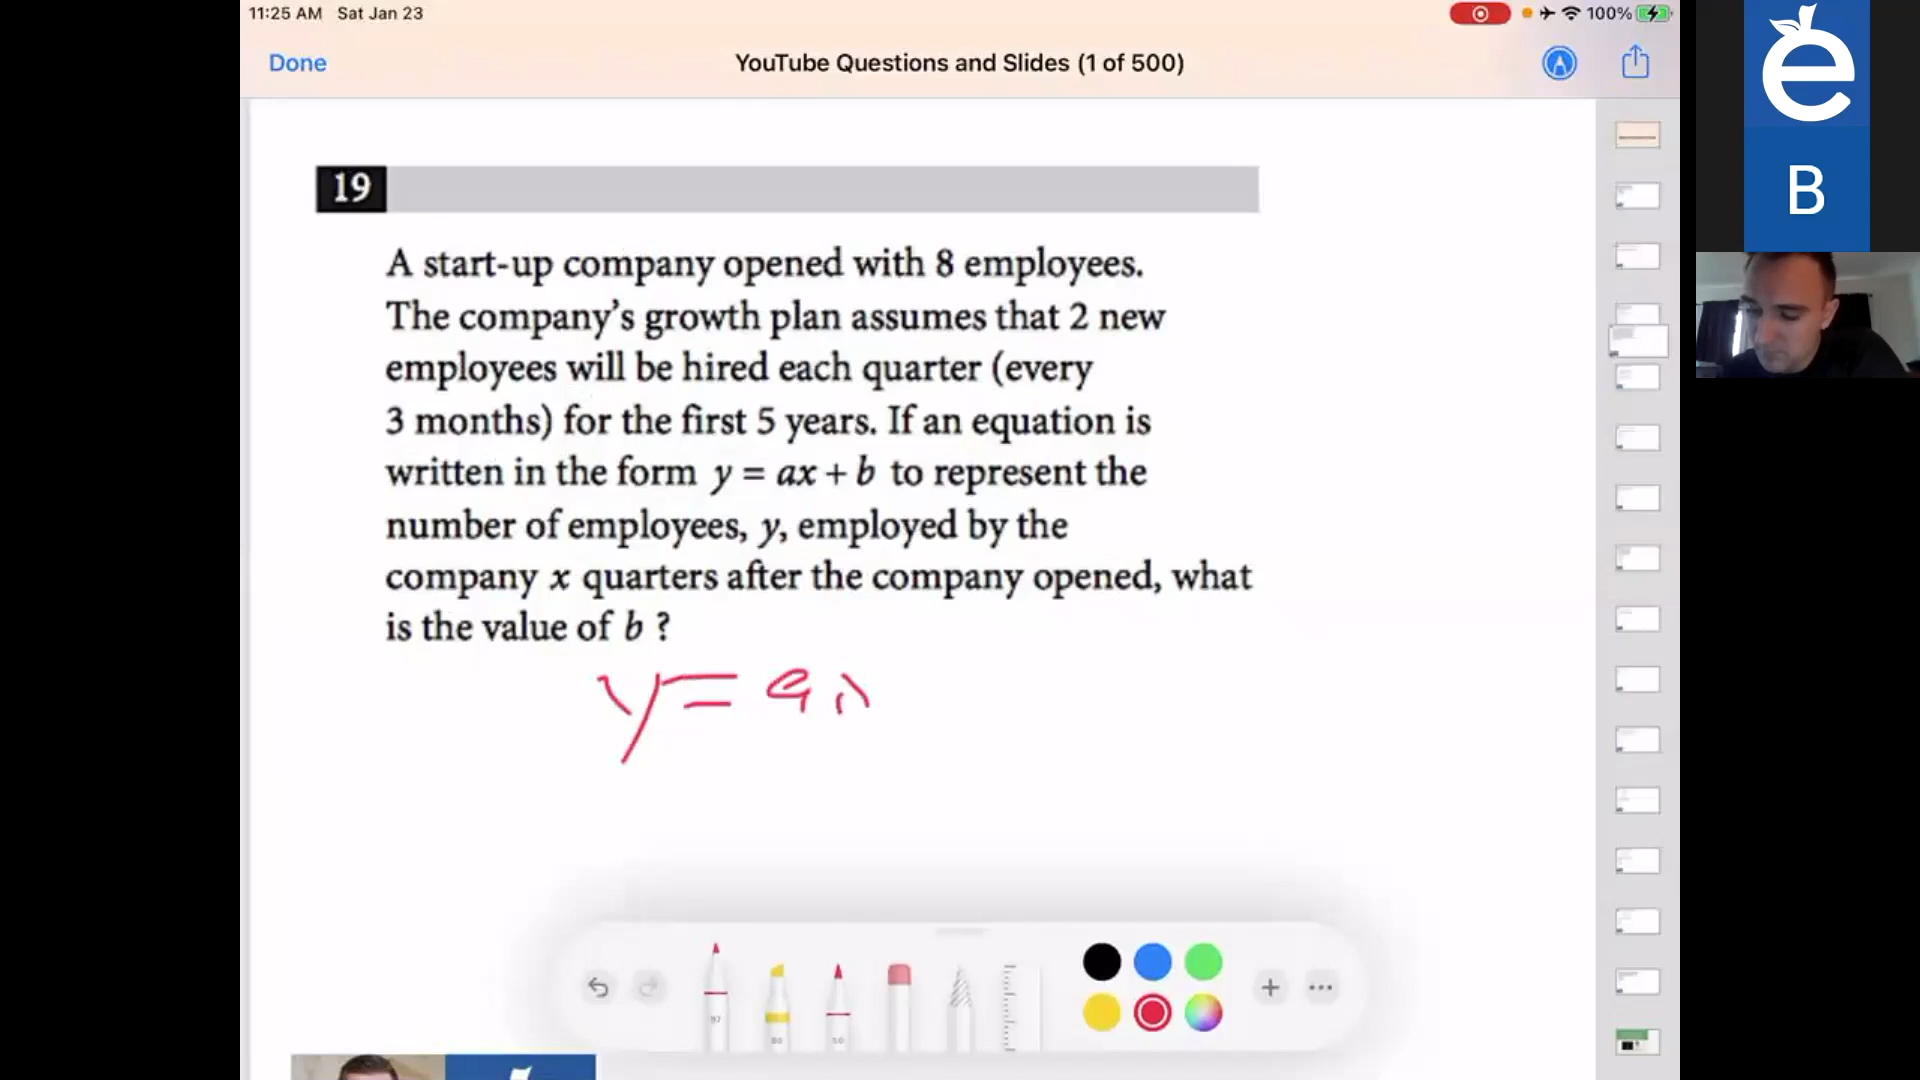 11:25 AM Sat Jan 23
100%
Done
YouTube Questions and Slides (1 of 500)
e
B
19
A start-up company opened with 8 employees.
The company's growth plan assumes that 2 new
employees will be hired each quarter (every
3 months) for the first 5 years. If an equation is
written in the form y = ax + b to represent the
number of employees, y, employed by the
company x quarters after the company opened, what
is the value of b ?
y = a
97
80
50